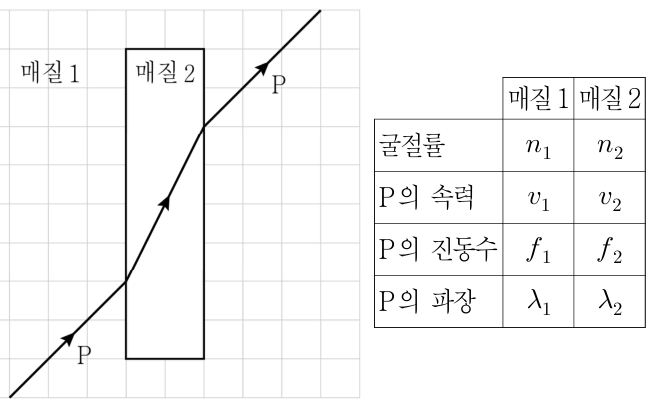 매질 1
매질 2
P
P
매질 1 매질 2
굴절률 n₁ n₂
P의 속력 v₁ v₂
P의 진동수 f₁ f₂
P의 파장 λ₁ λ₂